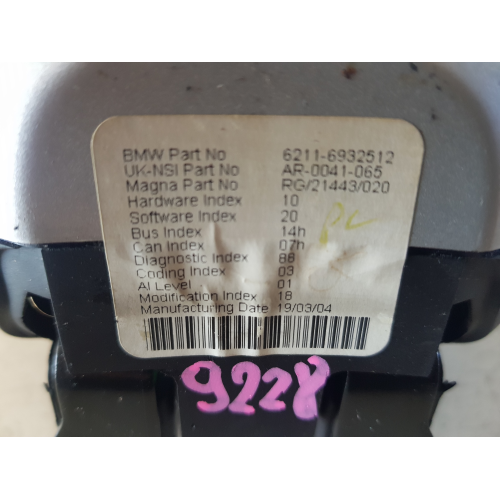 BMW Part No 6211-6932512
UK-NSI Part No AR-0041-065
Magna Part No RG/21443/020
Hardware Index 10
Software Index 20
Bus Index 14h
Can Index 07h
Diagnostic Index 88
Coding Index 03
AI Level 01
Modification Index 18
Manufacturing Date 19/03/04
9228